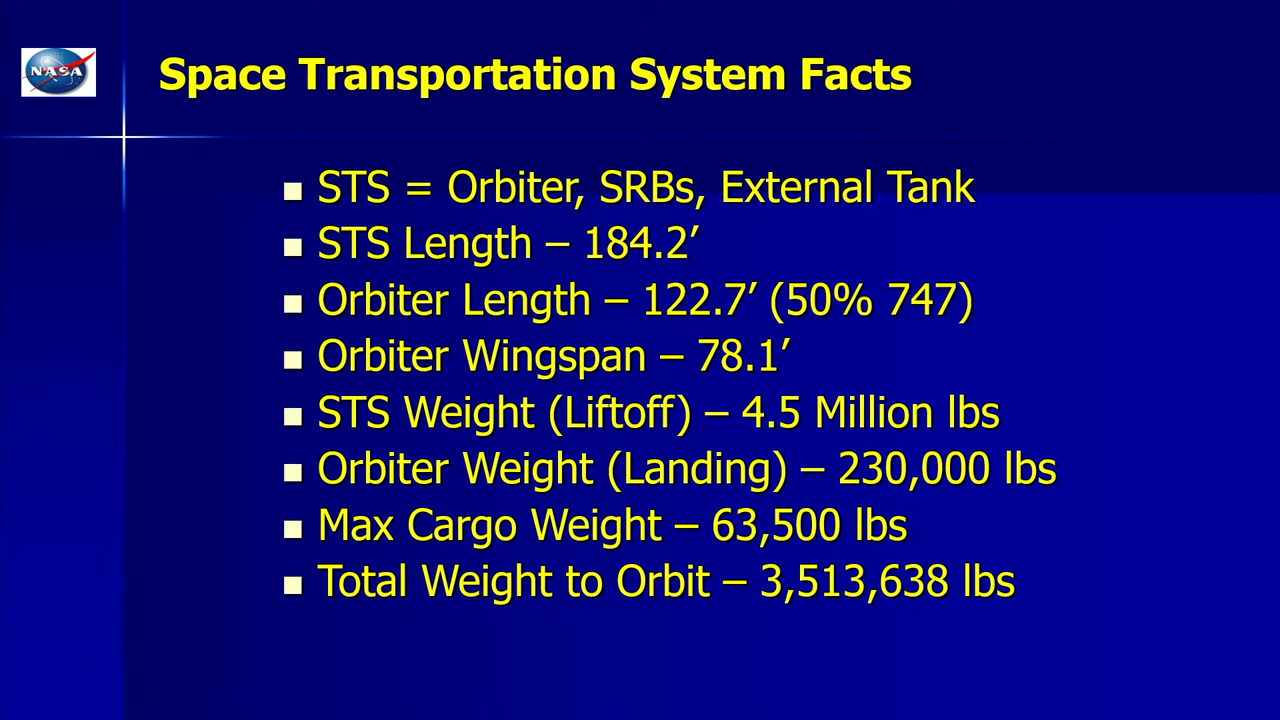 NASA
Space Transportation System Facts
STS = Orbiter, SRBs, External Tank
STS Length – 184.2’
Orbiter Length – 122.7’ (50% 747)
Orbiter Wingspan – 78.1’
STS Weight (Liftoff) – 4.5 Million lbs
Orbiter Weight (Landing) – 230,000 lbs
Max Cargo Weight – 63,500 lbs
Total Weight to Orbit – 3,513,638 lbs